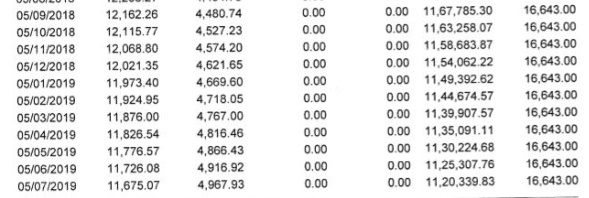 05/09/2018 12,162.26 4,480.74 0.00 0.00 11,67,785.30 16,643.00
05/10/2018 12,115.77 4,527.23 0.00 0.00 11,63,258.07 16,643.00
05/11/2018 12,068.80 4,574.20 0.00 0.00 11,58,683.87 16,643.00
05/12/2018 12,021.35 4,621.65 0.00 0.00 11,54,062.22 16,643.00
05/01/2019 11,973.40 4,669.60 0.00 0.00 11,49,392.62 16,643.00
05/02/2019 11,924.95 4,718.05 0.00 0.00 11,44,674.57 16,643.00
05/03/2019 11,876.00 4,767.00 0.00 0.00 11,39,907.57 16,643.00
05/04/2019 11,826.54 4,816.46 0.00 0.00 11,35,091.11 16,643.00
05/05/2019 11,776.57 4,866.43 0.00 0.00 11,30,224.68 16,643.00
05/06/2019 11,726.08 4,916.92 0.00 0.00 11,25,307.76 16,643.00
05/07/2019 11,675.07 4,967.93 0.00 0.00 11,20,339.83 16,643.00